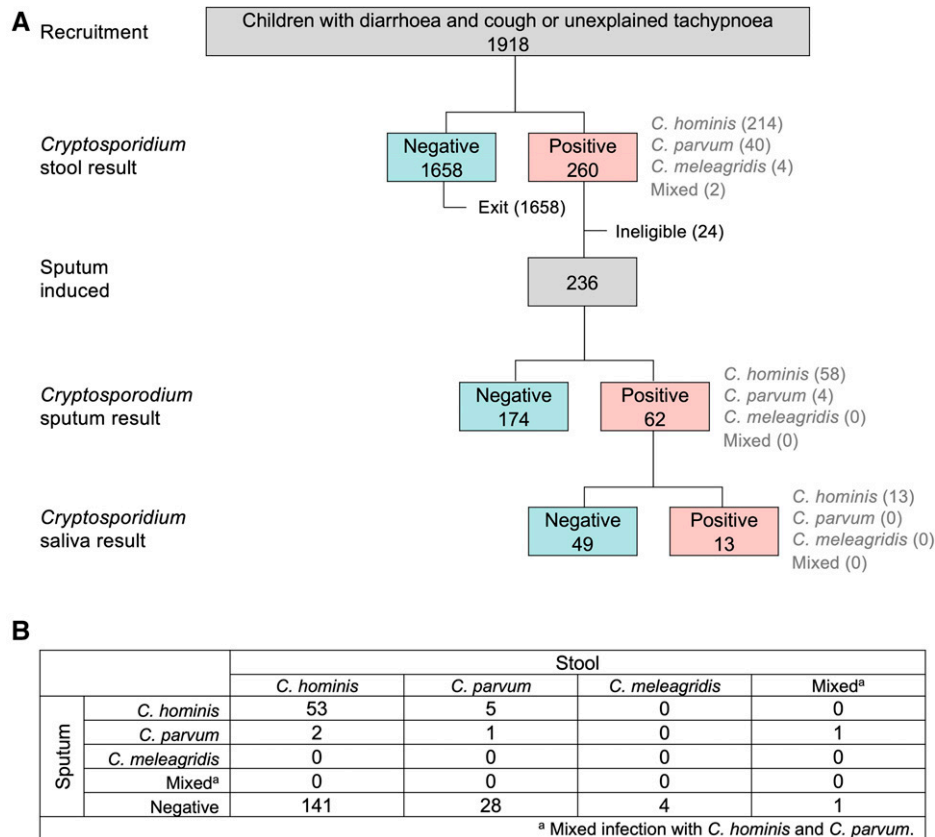 A
Recruitment
Children with diarrhoea and cough or unexplained tachypnoea
1918
Cryptosporidium
stool result
Negative
1658
Positive
260
C. hominis (214)
C. parvum (40)
C. meleagridis (4)
Mixed (2)
Exit (1658)
Ineligible (24)
Sputum
induced
236
Cryptosporodium
sputum result
Negative
174
Positive
62
C. hominis (58)
C. parvum (4)
C. meleagridis (0)
Mixed (0)
Cryptosporidium
saliva result
Negative
49
Positive
13
C. hominis (13)
C. parvum (0)
C. meleagridis (0)
Mixed (0)
B
Stool
C. hominis C. parvum C. meleagridis Mixedᵃ
Sputum
C. hominis 53 5 0 0
C. parvum 2 1 0 1
C. meleagridis 0 0 0 0
Mixedᵃ 0 0 0 0
Negative 141 28 4 1
ᵃ Mixed infection with C. hominis and C. parvum.